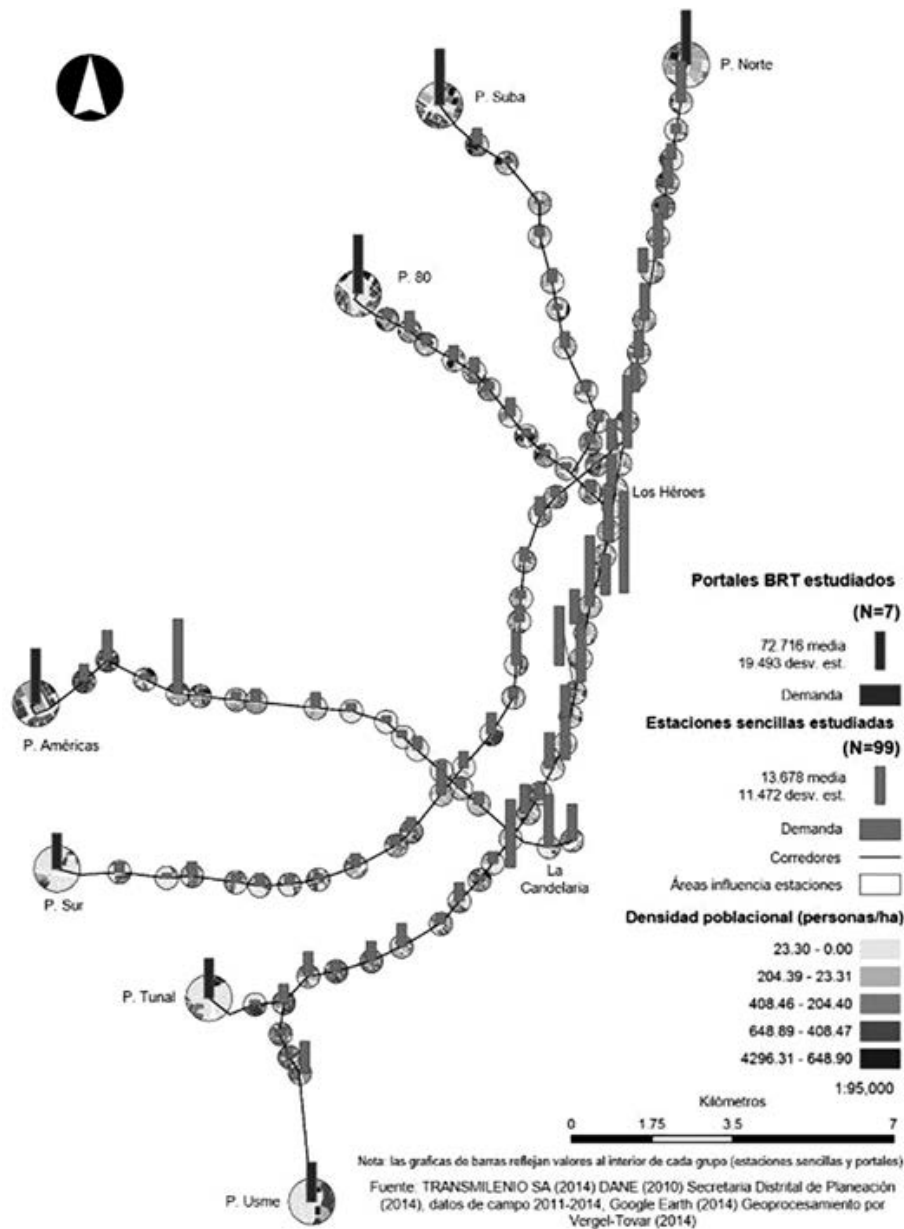 P. Norte
P. Suba
P. 80
Los Héroes
Portales BRT estudiados
(N=7)
72.716 media
19.493 desv. est.
Demanda
Estaciones sencillas estudiadas
(N=99)
13.678 media
11.472 desv. est.
Demanda
Corredores
Áreas influencia estaciones
P. Américas
P. Sur
La
Candelaria
P. Tunal
P. Usme
Densidad poblacional (personas/ha)
23.30 - 0.00
204.39 - 23.31
408.46 - 204.40
648.89 - 408.47
4296.31 - 648.90
1:95,000
Kilómetros
0 1.75 3.5 7
Nota: las graficas de barras reflejan valores al interior de cada grupo (estaciones sencillas y portales)
Fuente: TRANSMILENIO SA (2014) DANE (2010) Secretaria Distrital de Planeación
(2014), datos de campo 2011-2014, Google Earth (2014) Geoprocesamiento por
Vergel-Tovar (2014)